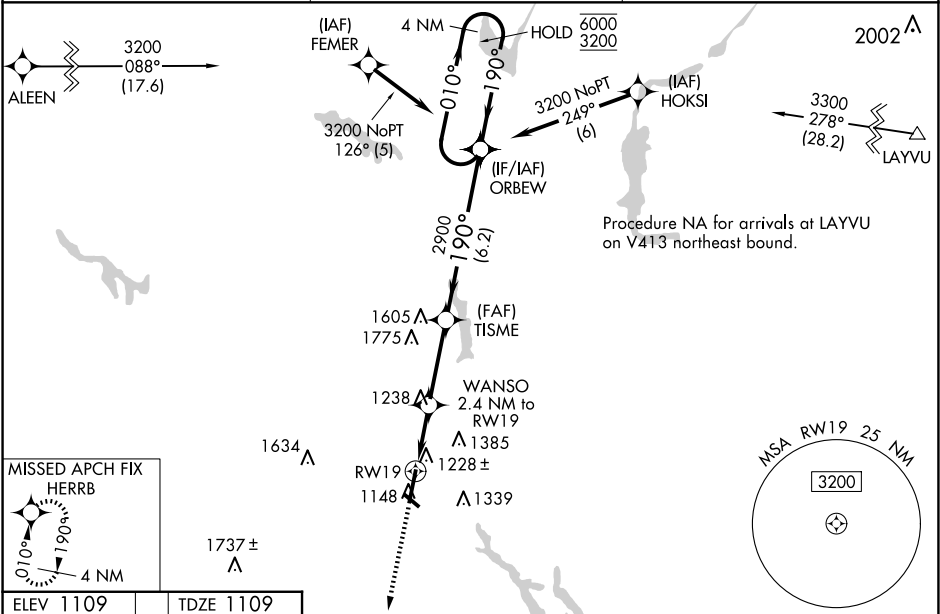 (IAF)
FEMER
4 NM
HOLD
6000
3200
2002
3200
088°
(17.6)
ALEEN
010°
190°
3200 NoPT
249°
(6)
(IAF)
HOKSI
3200 NoPT
126° (5)
3300
278°
(28.2)
LAYVU
(IF/IAF)
ORBEW
Procedure NA for arrivals at LAYVU
on V413 northeast bound.
2900
190°
(6.2)
1605
(FAF)
TISME
1775
1238
WANSO
2.4 NM to
RW19
1385
1634
1228 ±
RW19
1148
1339
MSA RW19 25 NM
3200
MISSED APCH FIX
HERRB
010°
190°
4 NM
1737 ±
ELEV 1109
TDZE 1109